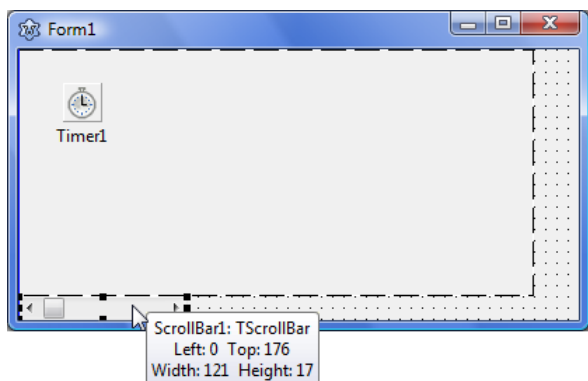 Form1
Timer1
ScrollBar1: TScrollBar
Left: 0 Top: 176
Width: 121 Height: 17